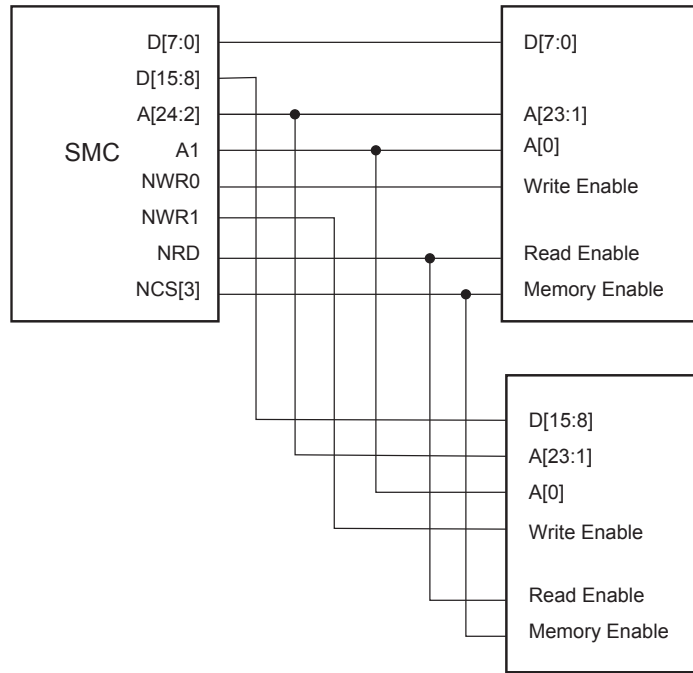 D[7:0]
D[15:8]
A[24:2]
SMC
A1
NWR0
NWR1
NRD
NCS[3]
D[7:0]
A[23:1]
A[0]
Write Enable
Read Enable
Memory Enable
D[15:8]
A[23:1]
A[0]
Write Enable
Read Enable
Memory Enable